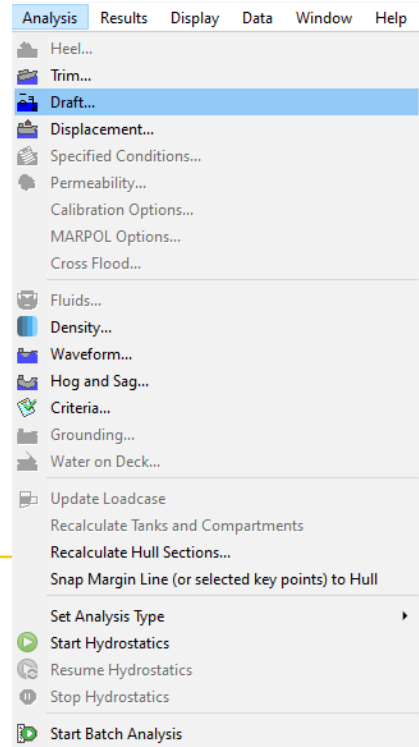 Analysis Results Display Data Window Help
Heel...
Trim...
Draft...
Displacement...
Specified Conditions...
Permeability...
Calibration Options...
MARPOL Options...
Cross Flood...
Fluids...
Density...
Waveform...
Hog and Sag...
Criteria...
Grounding...
Water on Deck...
Update Loadcase
Recalculate Tanks and Compartments
Recalculate Hull Sections...
Snap Margin Line (or selected key points) to Hull
Set Analysis Type
Start Hydrostatics
Resume Hydrostatics
Stop Hydrostatics
Start Batch Analysis